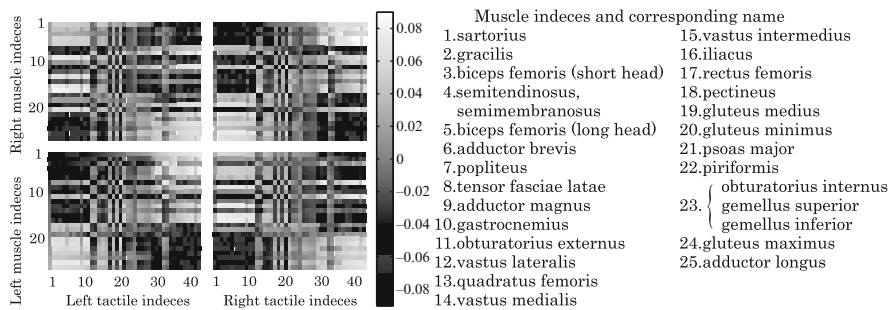 Muscle indeces and corresponding name
1.sartorius
2.gracilis
3.biceps femoris (short head)
4.semitendinosus,
semimembranosus
5.biceps femoris (long head)
6.adductor brevis
7.popliteus
8.tensor fasciae latae
9.adductor magnus
10.gastrocnemius
11.obturatorius externus
12.vastus lateralis
13.quadratus femoris
14.vastus medialis
15.vastus intermedius
16.iliacus
17.rectus femoris
18.pectineus
19.gluteus medius
20.gluteus minimus
21.psoas major
22.piriformis
23. { obturatorius internus
gemellus superior
gemellus inferior
24.gluteus maximus
25.adductor longus
Right muscle indeces
1
10
20
Left muscle indeces
1
10
20
1 10 20 30 40
Left tactile indeces
1 10 20 30 40
Right tactile indeces
0.08
0.06
0.04
0.02
0
−0.02
−0.04
−0.06
−0.08